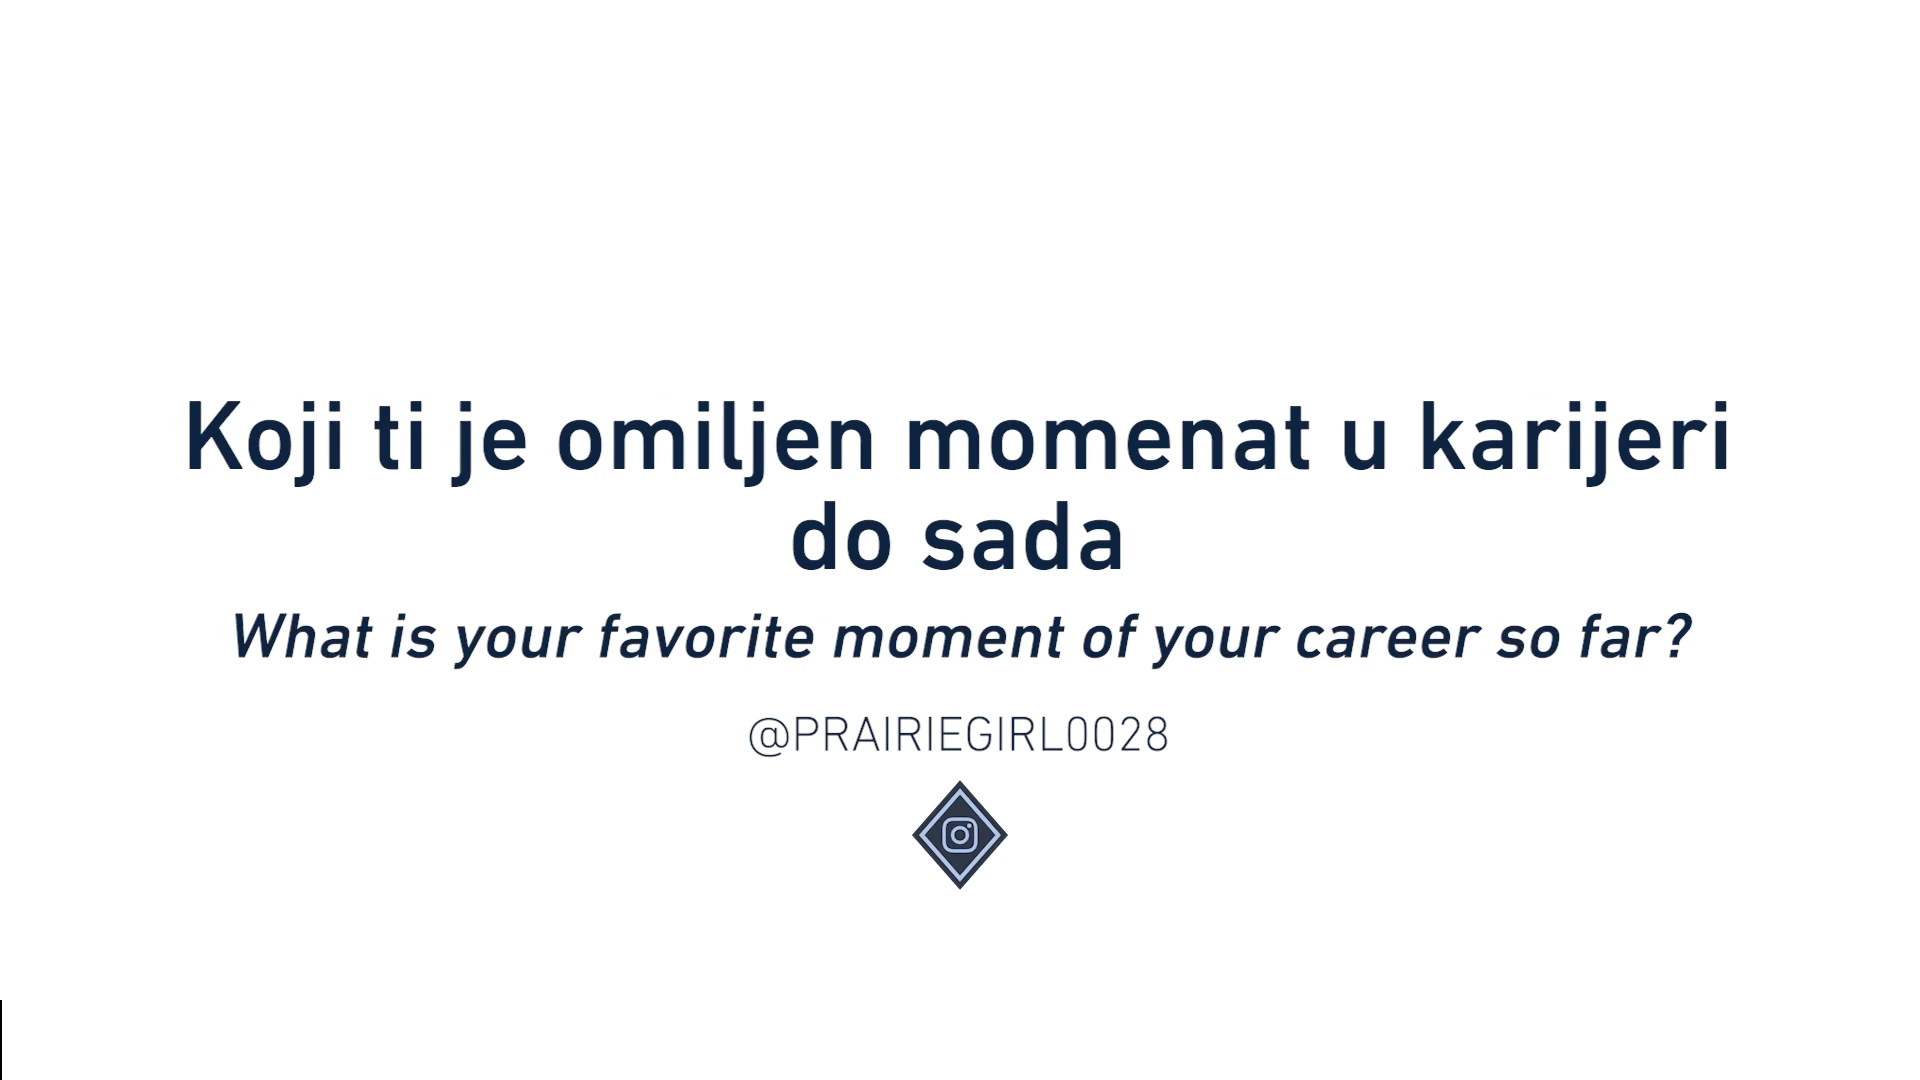 Koji ti je omiljen momenat u karijeri
do sada
What is your favorite moment of your career so far?
@PRAIRIEGIRL0028